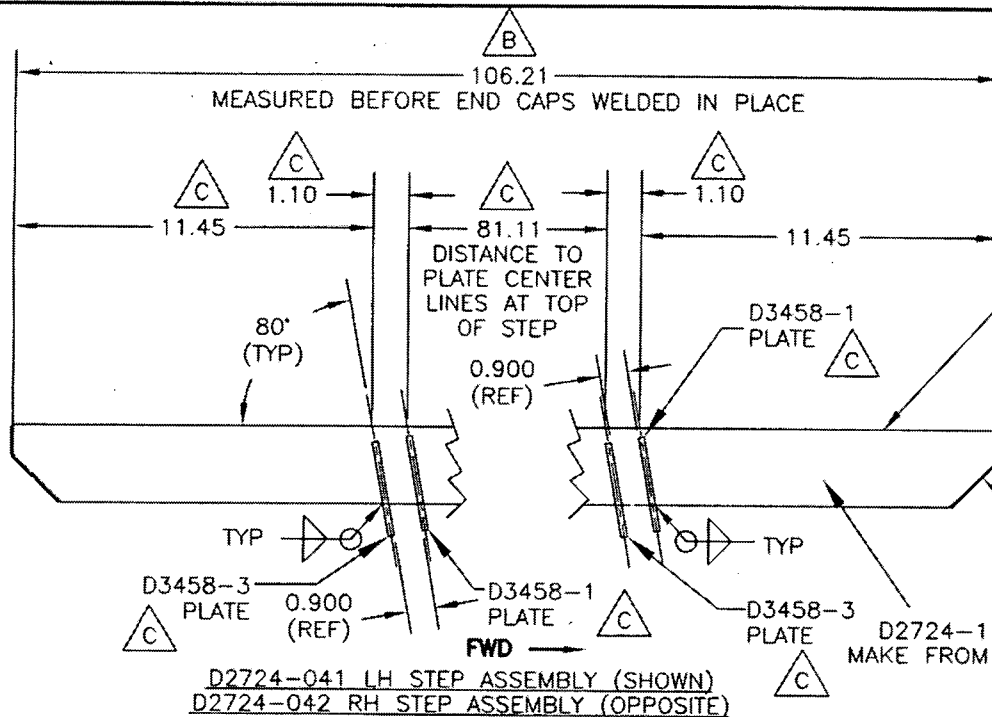 B
106.21
MEASURED BEFORE END CAPS WELDED IN PLACE
C
C
C
C
1.10
1.10
11.45
81.11
11.45
DISTANCE TO
PLATE CENTER
LINES AT TOP
OF STEP
80°
(TYP)
0.900
(REF)
D3458-1
PLATE
C
TYP
TYP
D3458-3
PLATE
C
0.900
(REF)
D3458-1
PLATE
C
D3458-3
PLATE
C
D2724-1
MAKE FROM
FWD
D2724-041 LH STEP ASSEMBLY (SHOWN)
D2724-042 RH STEP ASSEMBLY (OPPOSITE)